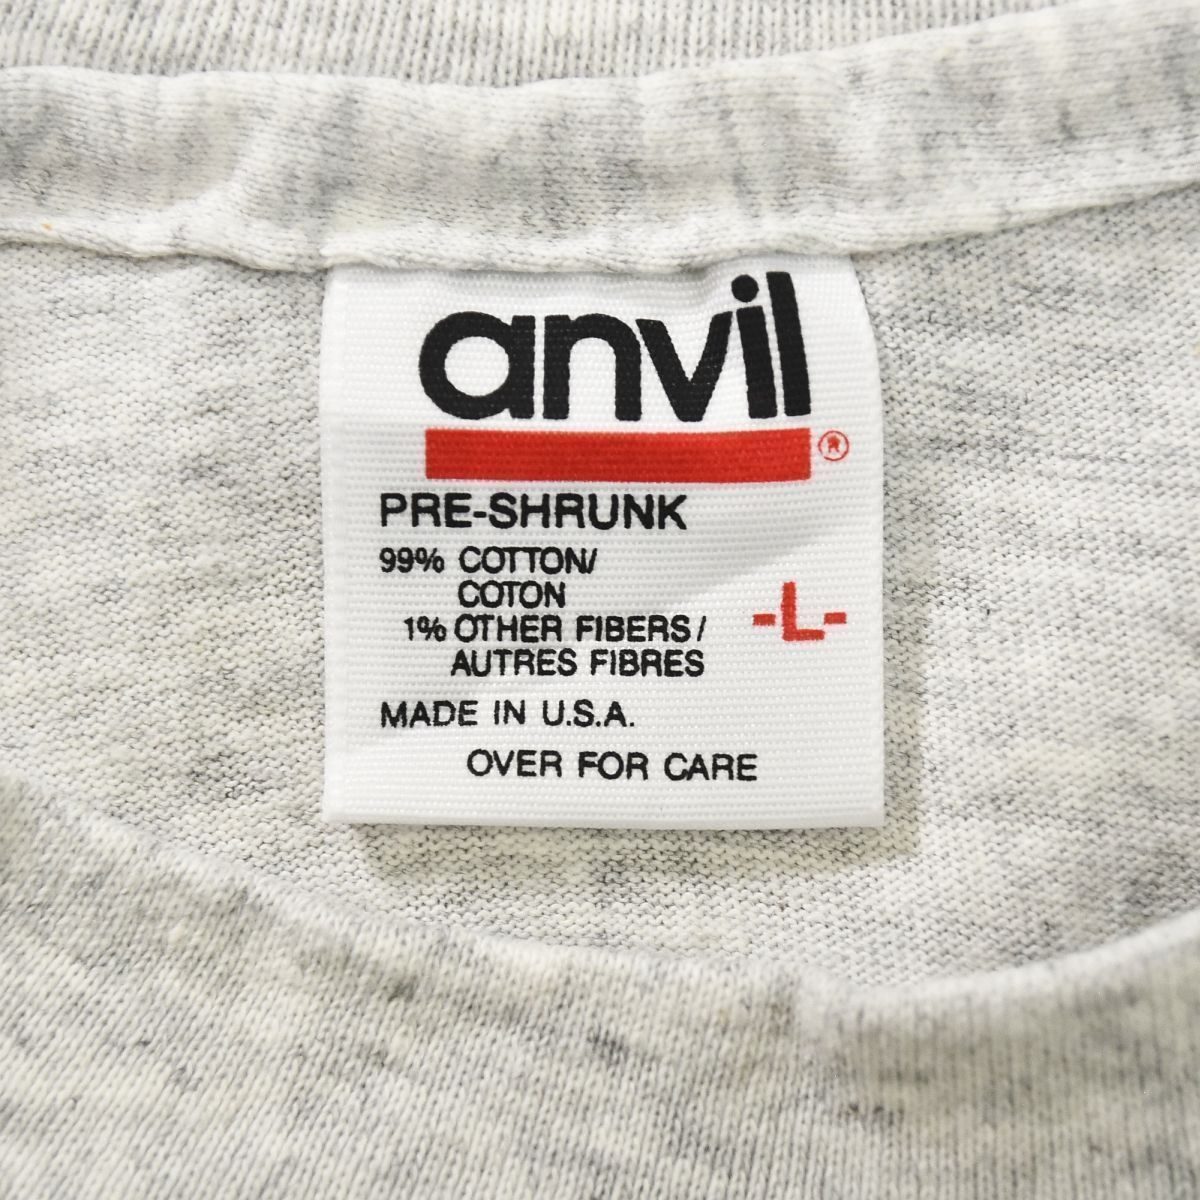 anvil ®
PRE-SHRUNK
99% COTTON/
COTON
1% OTHER FIBERS/
AUTRES FIBRES
-L-
MADE IN U.S.A.
OVER FOR CARE